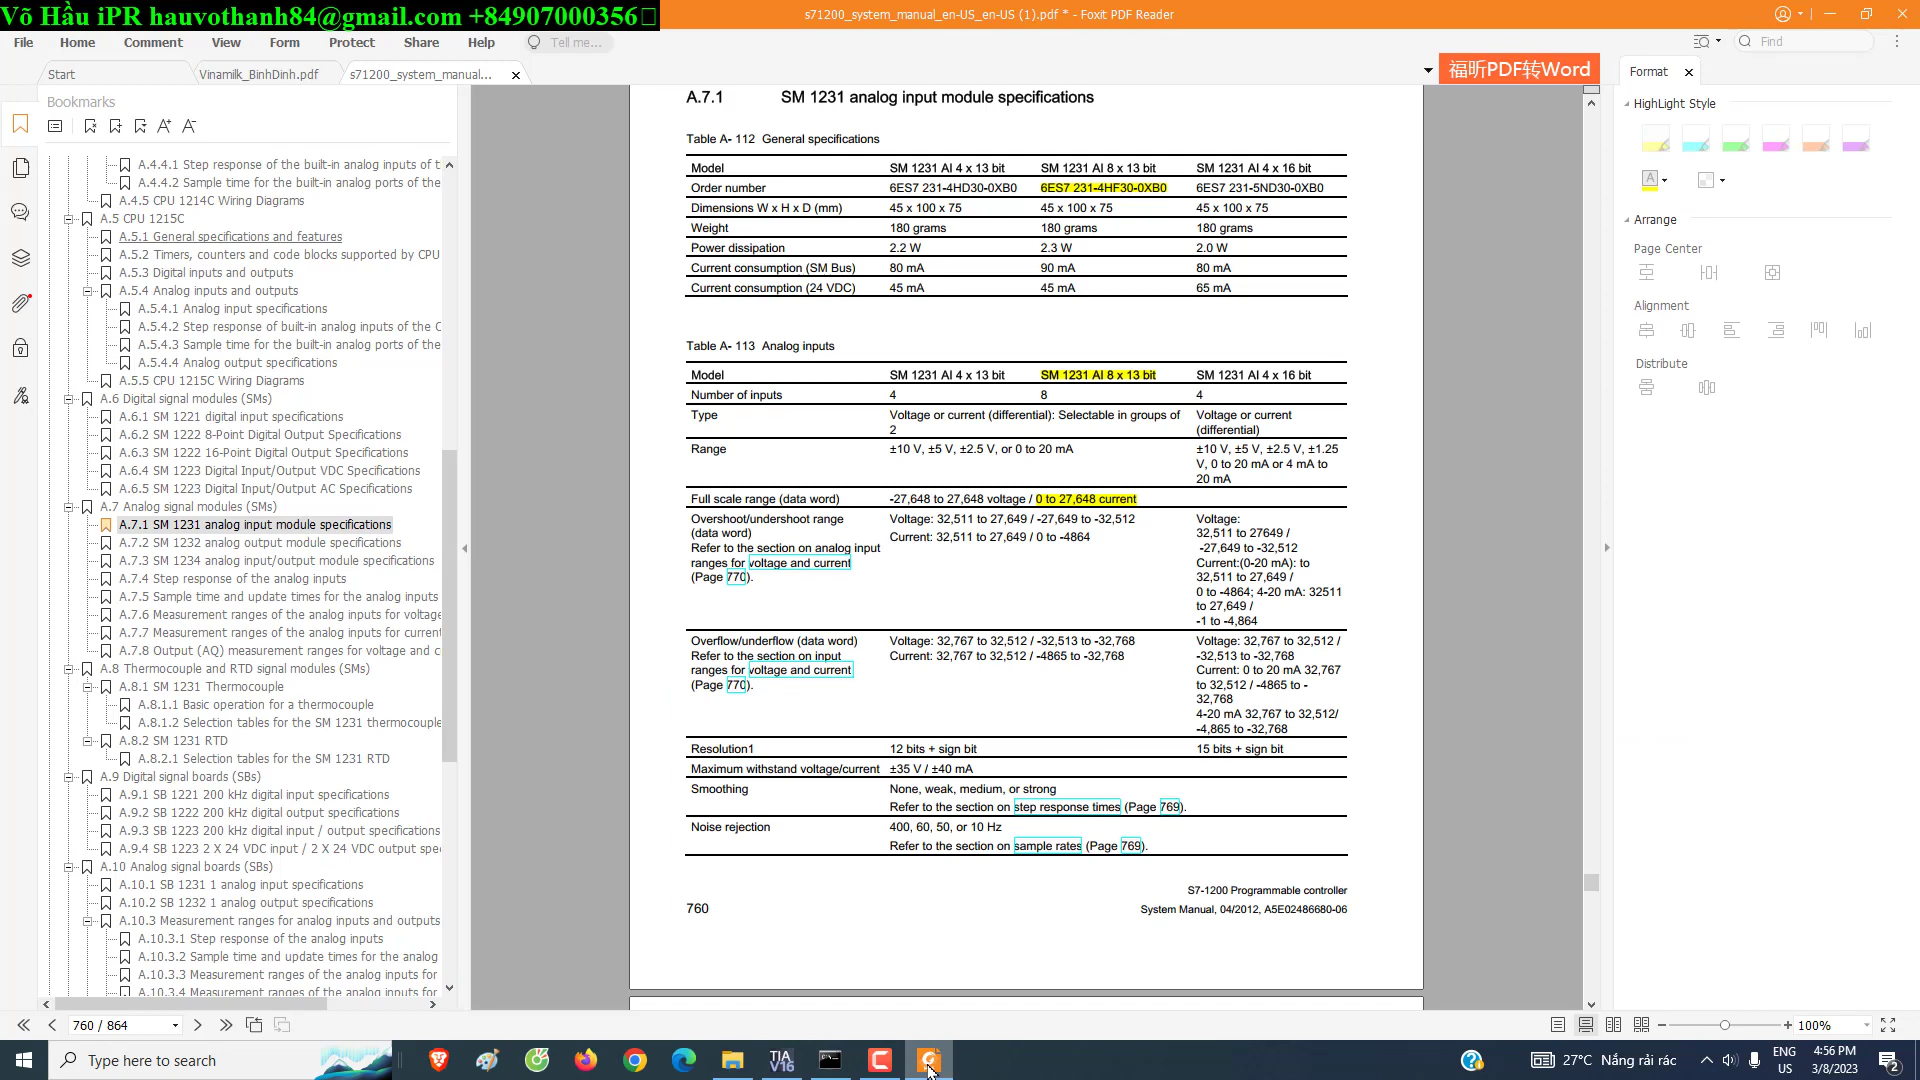 Võ Hầu iPR hauvothanh84@gmail.com +84907000356
s71200_system_manual_en-US_en-US (1).pdf * - Foxit PDF Reader
File Home Comment View Form Protect Share Help Tell me... Find
Start Vinamilk_BinhDinh.pdf s71200_system_manual... 福昕PDF转Word Format
Bookmarks
A.4.4.1 Step response of the built-in analog inputs of t
A.4.4.2 Sample time for the built-in analog ports of the
A.4.5 CPU 1214C Wiring Diagrams
A.5 CPU 1215C
A.5.1 General specifications and features
A.5.2 Timers, counters and code blocks supported by CPU
A.5.3 Digital inputs and outputs
A.5.4 Analog inputs and outputs
A.5.4.1 Analog input specifications
A.5.4.2 Step response of built-in analog inputs of the C
A.5.4.3 Sample time for the built-in analog ports of the
A.5.4.4 Analog output specifications
A.5.5 CPU 1215C Wiring Diagrams
A.6 Digital signal modules (SMs)
A.6.1 SM 1221 digital input specifications
A.6.2 SM 1222 8-Point Digital Output Specifications
A.6.3 SM 1222 16-Point Digital Output Specifications
A.6.4 SM 1223 Digital Input/Output VDC Specifications
A.6.5 SM 1223 Digital Input/Output AC Specifications
A.7 Analog signal modules (SMs)
A.7.1 SM 1231 analog input module specifications
A.7.2 SM 1232 analog output module specifications
A.7.3 SM 1234 analog input/output module specifications
A.7.4 Step response of the analog inputs
A.7.5 Sample time and update times for the analog inputs
A.7.6 Measurement ranges of the analog inputs for voltage
A.7.7 Measurement ranges of the analog inputs for current
A.7.8 Output (AQ) measurement ranges for voltage and c
A.8 Thermocouple and RTD signal modules (SMs)
A.8.1 SM 1231 Thermocouple
A.8.1.1 Basic operation for a thermocouple
A.8.1.2 Selection tables for the SM 1231 thermocouple
A.8.2 SM 1231 RTD
A.8.2.1 Selection tables for the SM 1231 RTD
A.9 Digital signal boards (SBs)
A.9.1 SB 1221 200 kHz digital input specifications
A.9.2 SB 1222 200 kHz digital output specifications
A.9.3 SB 1223 200 kHz digital input / output specifications
A.9.4 SB 1223 2 X 24 VDC input / 2 X 24 VDC output spe
A.10 Analog signal boards (SBs)
A.10.1 SB 1231 1 analog input specifications
A.10.2 SB 1232 1 analog output specifications
A.10.3 Measurement ranges for analog inputs and outputs
A.10.3.1 Step response of the analog inputs
A.10.3.2 Sample time and update times for the analog
A.10.3.3 Measurement ranges of the analog inputs for
A.10.3.4 Measurement ranges of the analog inputs for
A.7.1 SM 1231 analog input module specifications
Table A- 112 General specifications
Model SM 1231 AI 4 x 13 bit SM 1231 AI 8 x 13 bit SM 1231 AI 4 x 16 bit
Order number 6ES7 231-4HD30-0XB0 6ES7 231-4HF30-0XB0 6ES7 231-5ND30-0XB0
Dimensions W x H x D (mm) 45 x 100 x 75 45 x 100 x 75 45 x 100 x 75
Weight 180 grams 180 grams 180 grams
Power dissipation 2.2 W 2.3 W 2.0 W
Current consumption (SM Bus) 80 mA 90 mA 80 mA
Current consumption (24 VDC) 45 mA 45 mA 65 mA
Table A- 113 Analog inputs
Model SM 1231 AI 4 x 13 bit SM 1231 AI 8 x 13 bit SM 1231 AI 4 x 16 bit
Number of inputs 4 8 4
Type Voltage or current (differential): Selectable in groups of Voltage or current
2 (differential)
Range ±10 V, ±5 V, ±2.5 V, or 0 to 20 mA ±10 V, ±5 V, ±2.5 V, ±1.25
V, 0 to 20 mA or 4 mA to
20 mA
Full scale range (data word) -27,648 to 27,648 voltage / 0 to 27,648 current
Overshoot/undershoot range Voltage: 32,511 to 27,649 / -27,649 to -32,512 Voltage:
(data word) Current: 32,511 to 27,649 / 0 to -4864 32,511 to 27649 /
Refer to the section on analog input -27,649 to -32,512
ranges for voltage and current Current:(0-20 mA): to
(Page 770). 32,511 to 27,649 /
0 to -4864; 4-20 mA: 32511
to 27,649 /
-1 to -4,864
Overflow/underflow (data word) Voltage: 32,767 to 32,512 / -32,513 to -32,768 Voltage: 32,767 to 32,512 /
Refer to the section on input Current: 32,767 to 32,512 / -4865 to -32,768 -32,513 to -32,768
ranges for voltage and current Current: 0 to 20 mA 32,767
(Page 770). to 32,512 / -4865 to -
32,768
4-20 mA 32,767 to 32,512/
-4,865 to -32,768
Resolution1 12 bits + sign bit 15 bits + sign bit
Maximum withstand voltage/current ±35 V / ±40 mA
Smoothing None, weak, medium, or strong
Refer to the section on step response times (Page 769).
Noise rejection 400, 60, 50, or 10 Hz
Refer to the section on sample rates (Page 769).
S7-1200 Programmable controller
760 System Manual, 04/2012, A5E02486680-06
HighLight Style
Arrange
Page Center
Alignment
Distribute
760 / 864 100%
Type here to search TIA V16 27°C Nắng rải rác ENG US 4:56 PM 3/8/2023 2